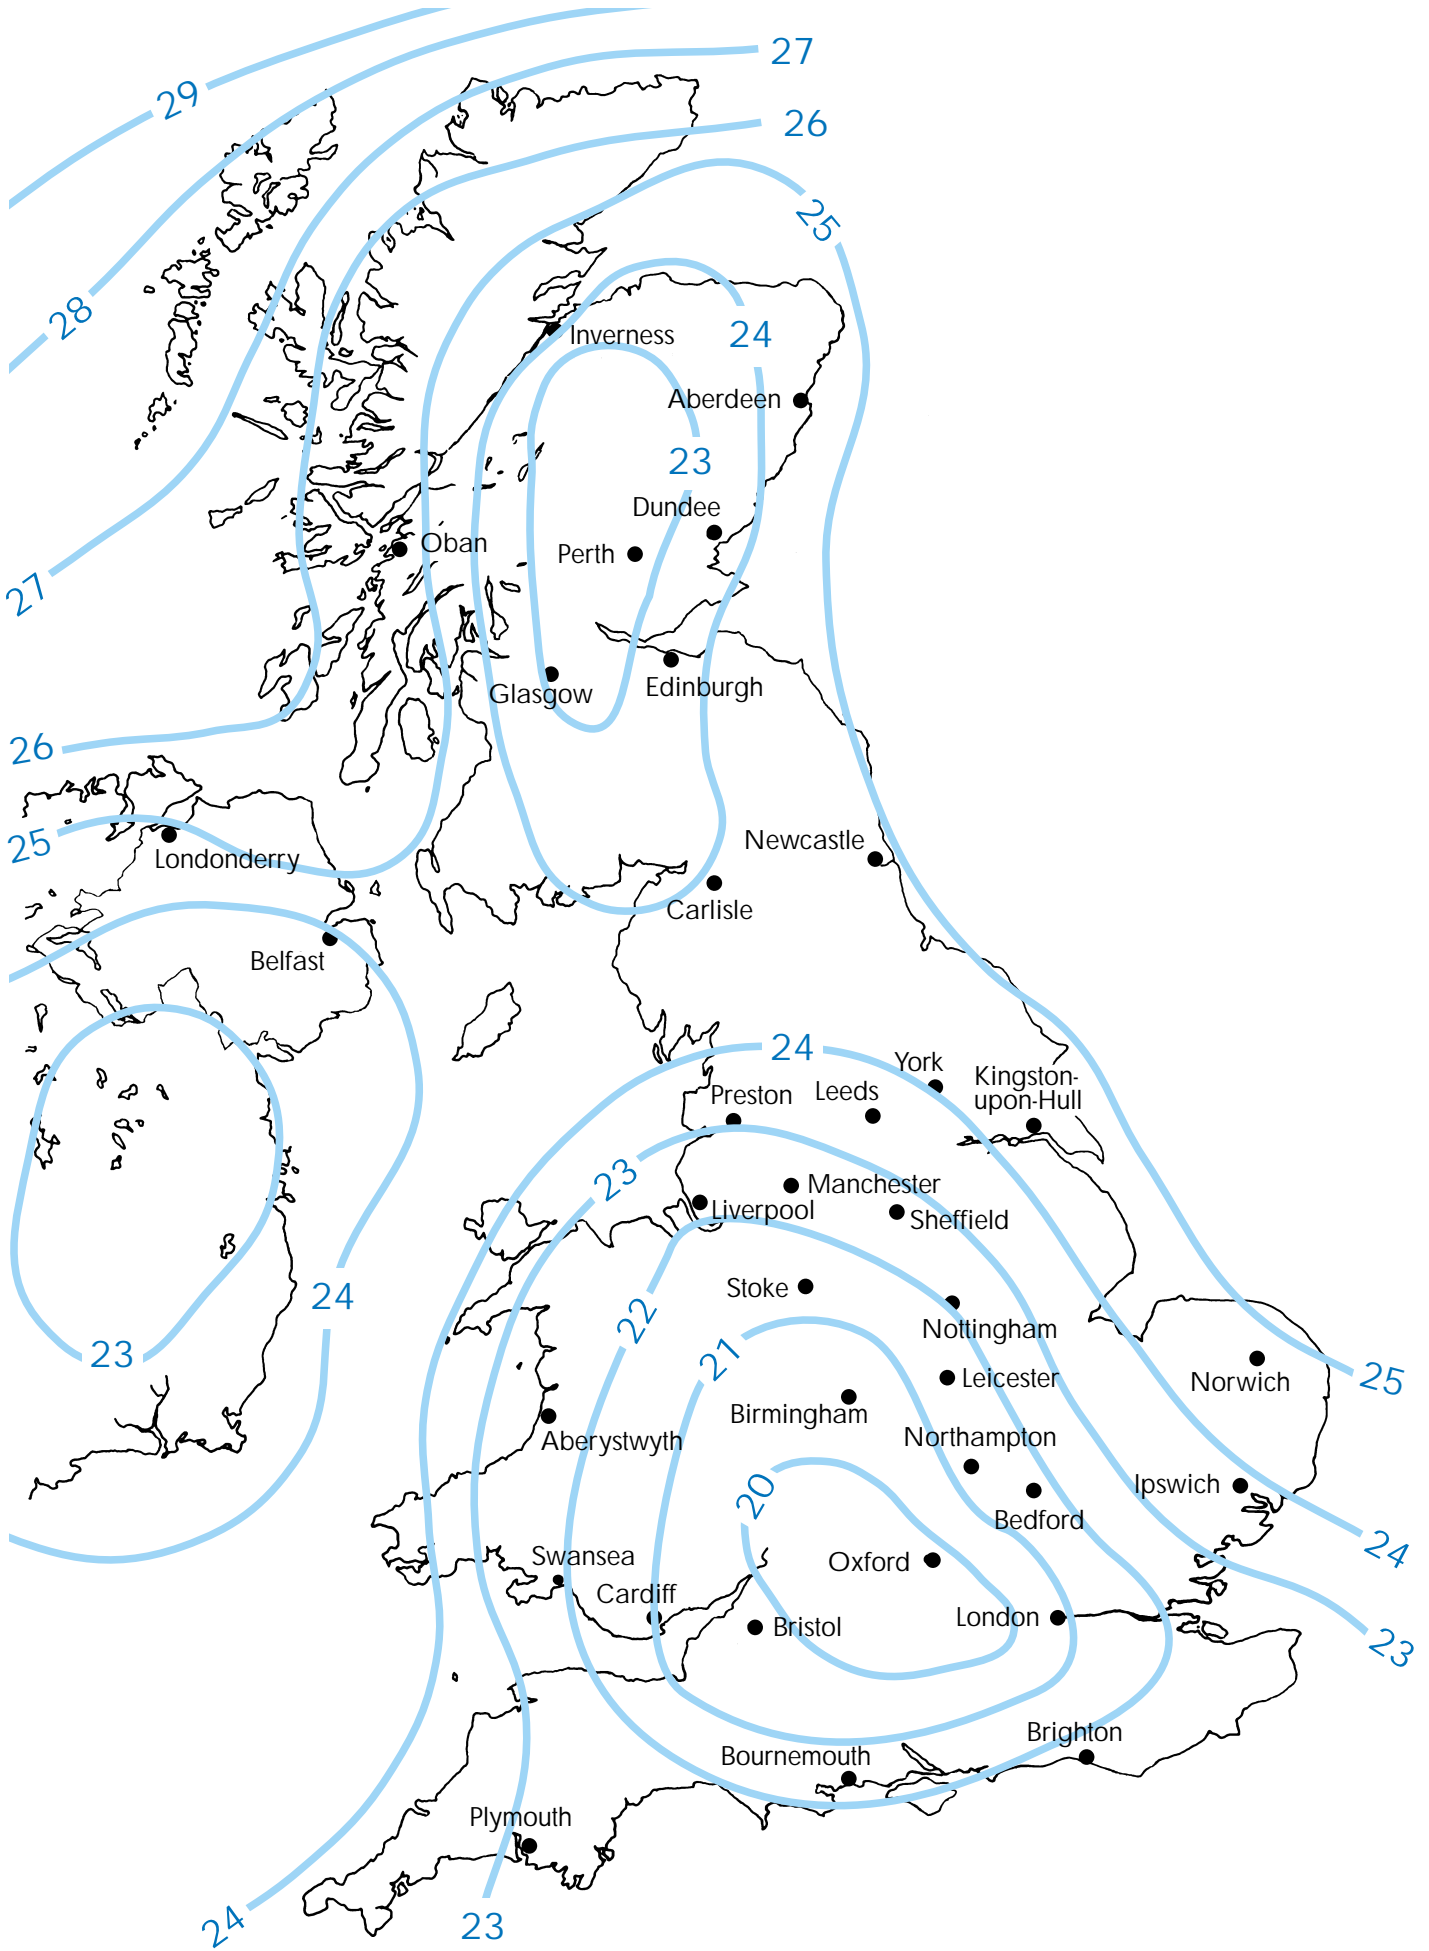 27
29
26
25
28
Inverness
24
Aberdeen
23
Dundee
Oban
Perth
27
Glasgow
Edinburgh
26
25
Londonderry
Newcastle
Carlisle
Belfast
24
York
Kingston-
upon-Hull
Preston
Leeds
23
Manchester
Liverpool
Sheffield
Stoke
24
22
Nottingham
23
21
Leicester
Norwich
25
Birmingham
Aberystwyth
Northampton
Ipswich
20
Bedford
24
Swansea
Oxford
Cardiff
London
Bristol
23
Brighton
Bournemouth
Plymouth
24
23